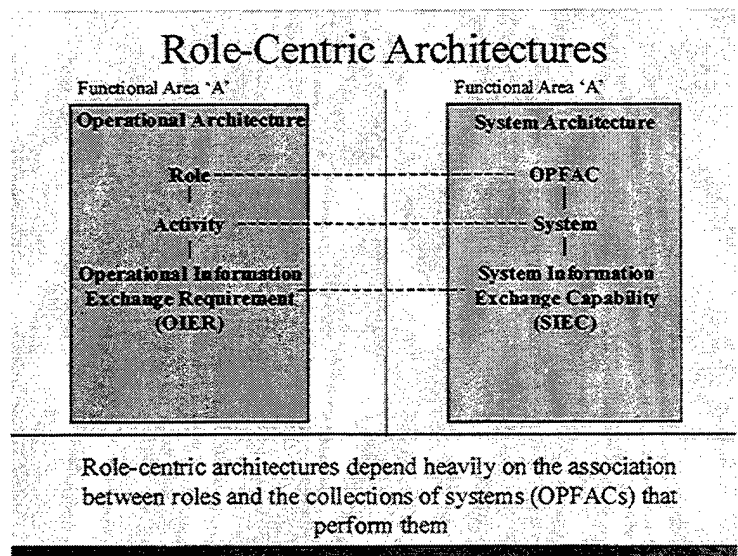 Role-Centric Architectures
Functional Area ‘A’
Operational Architecture
Role
Activity
Operational Information
Exchange Requirement
(OIER)
Functional Area ‘A’
System Architecture
OPFAC
System
System Information
Exchange Capability
(SIEC)
Role-centric architectures depend heavily on the association
between roles and the collections of systems (OPFACs) that
perform them